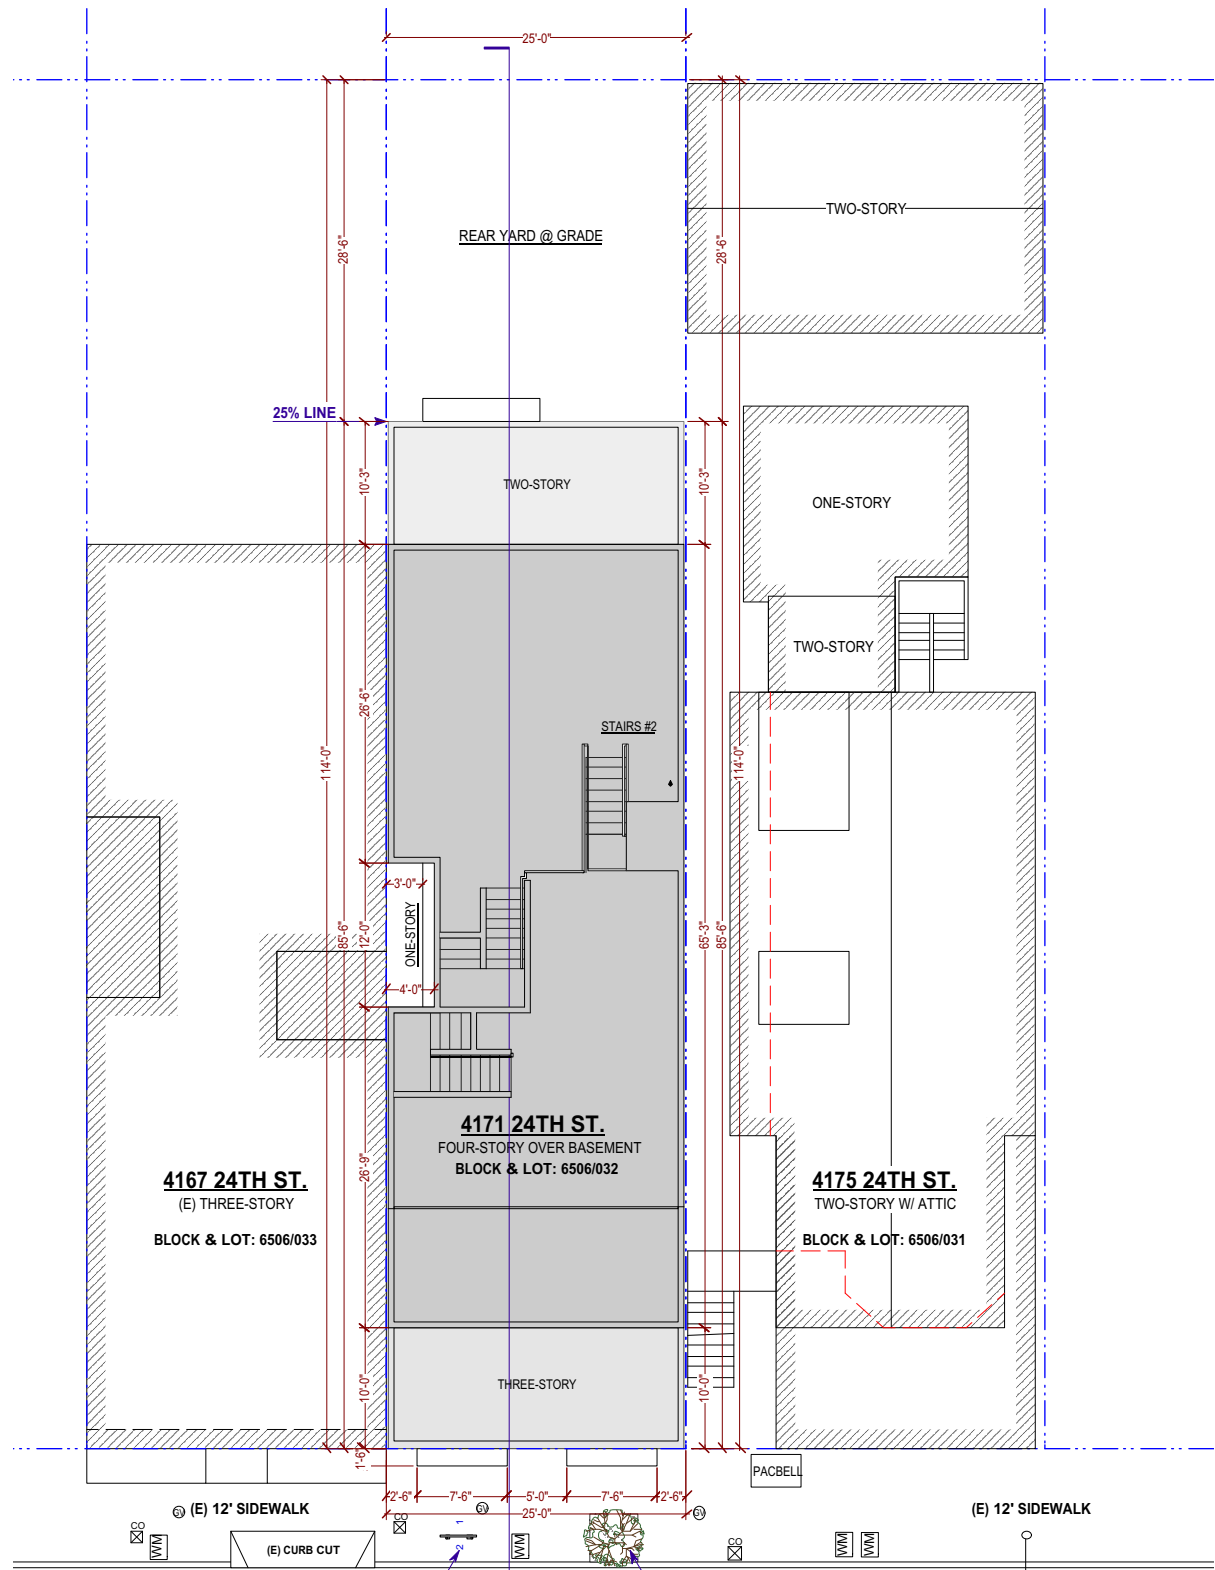 25'-0"
TWO-STORY
REAR YARD @ GRADE
28'-6"
28'-6"
25% LINE
10'-3"
10'-3"
TWO-STORY
ONE-STORY
TWO-STORY
26'-6"
STAIRS #2
114'-0"
114'-0"
3'-0"
ONE-STORY
12'-0"
85'-6"
65'-3"
85'-6"
4'-0"
4171 24TH ST.
FOUR-STORY OVER BASEMENT
BLOCK & LOT: 6506/032
26'-9"
4167 24TH ST.
(E) THREE-STORY
BLOCK & LOT: 6506/033
4175 24TH ST.
TWO-STORY W/ ATTIC
BLOCK & LOT: 6506/031
THREE-STORY
10'-0"
10'-0"
1'-6"
PACBELL
2'-6"
7'-6"
5'-0"
7'-6"
2'-6"
25'-0"
GV
(E) 12' SIDEWALK
GV
GV
(E) 12' SIDEWALK
CO
CO
CO
WM
WM
WM
WM
1
2
(E) CURB CUT